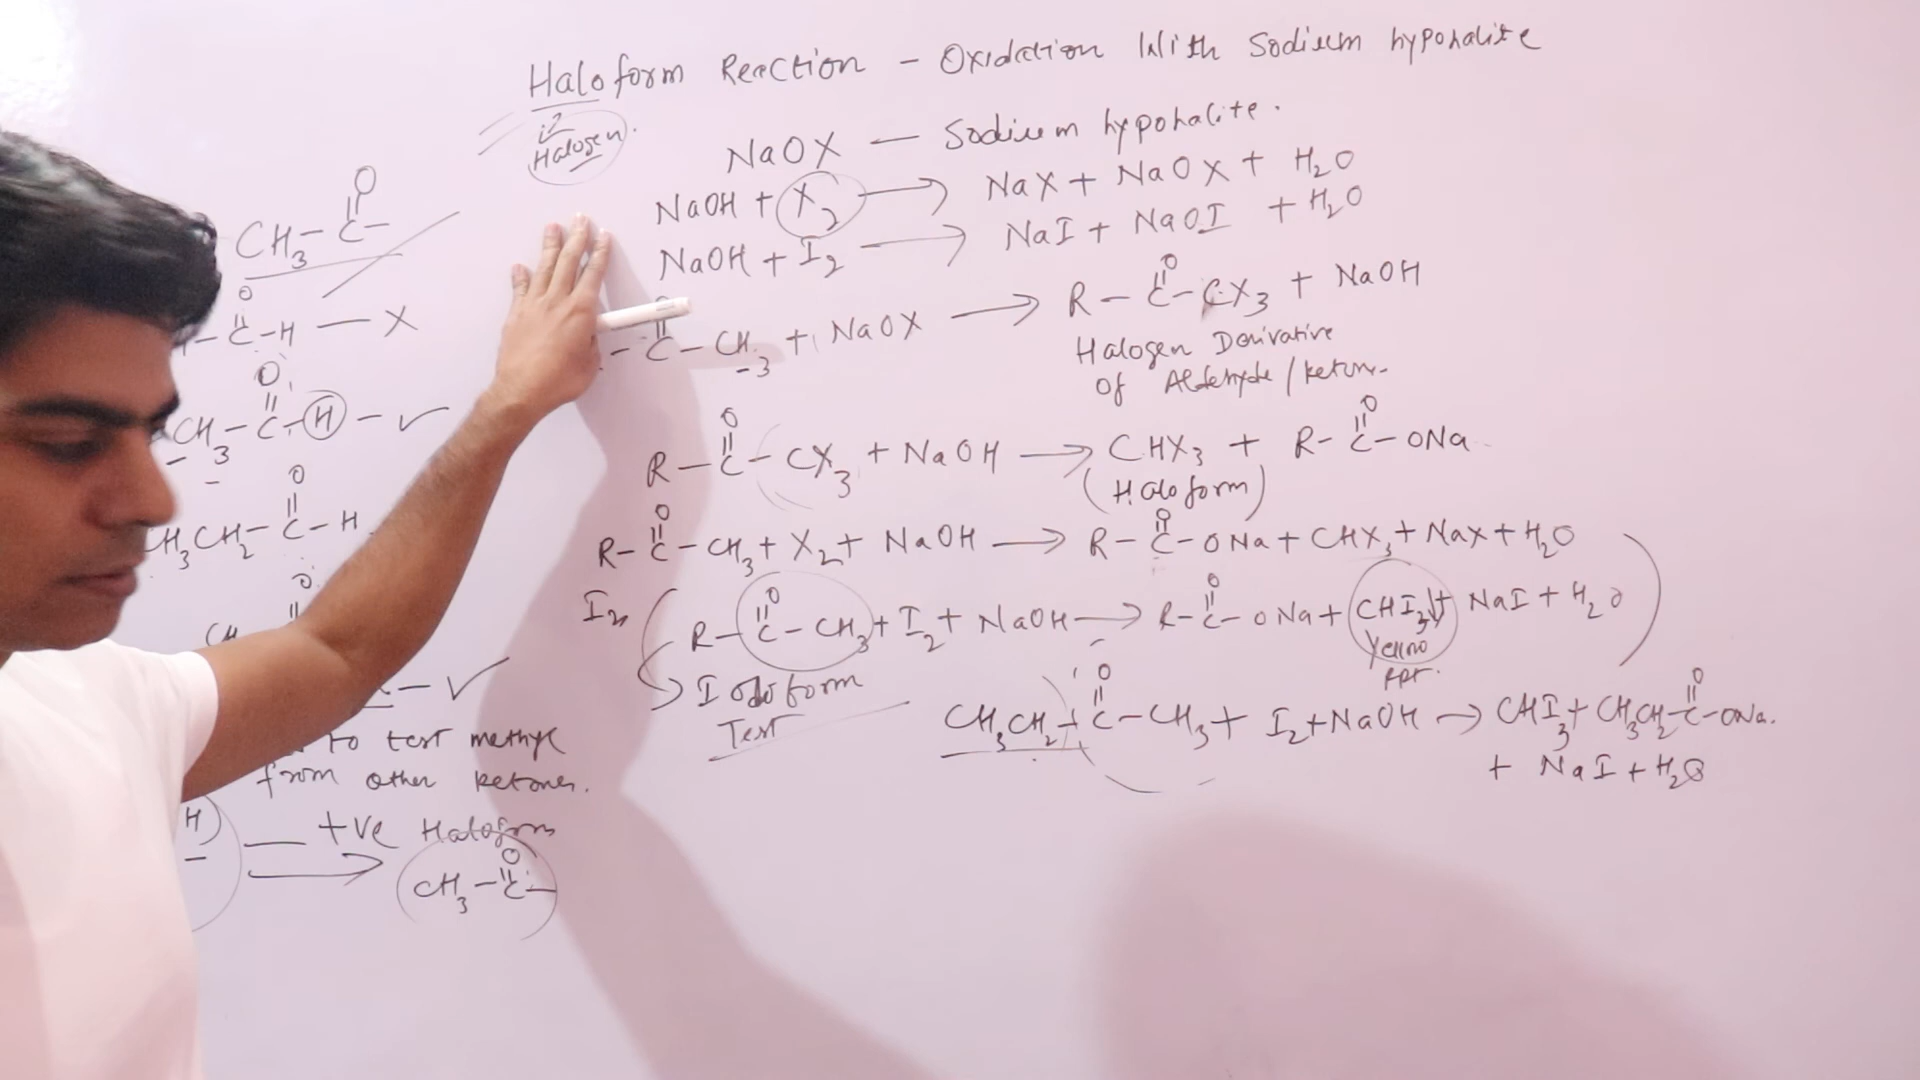 Haloform Reaction – Oxidation With Sodium hypohalite
Halogen.
NaOX — Sodium hypohalite.
NaOH + X2 → NaX + NaOX + H2O
NaOH + I2 → NaI + NaOI + H2O
O
– C – CH3 + NaOX → R – C – CX3 + NaOH
Halogen Derivative
Of Aldehyde/ketone
O O
R – C – CX3 + NaOH → CHX3 + R – C – ONa
(Haloform)
O O
R – C – CH3 + X2 + NaOH → R – C – ONa + CHX3 + NaX + H2O
I2
O O
R – C – CH3 + I2 + NaOH → R – C – ONa + CHI3↓ + NaI + H2O
ppt.
Iodoform
Test
O O
CH3CH2 – C – CH3 + I2 + NaOH → CHI3 + CH3CH2 – C – ONa.
+ NaI + H2O
O
CH3 – C –
O
C – H — X
O
CH3 – C – H – ✓
O
CH3CH2 – C – H
O
CH
– ✓
to test methyl
from other ketones.
H
— +ve Haloform
O
CH3 – C –